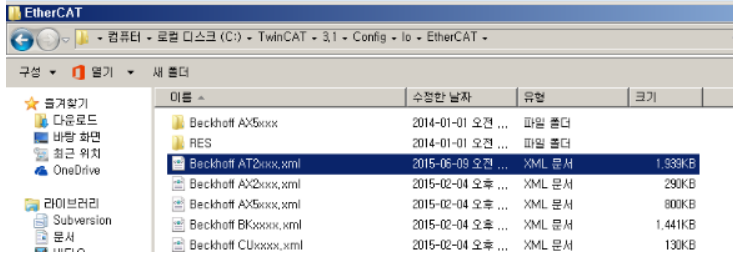 EtherCAT
컴퓨터 ▸ 로컬 디스크 (C:) ▸ TwinCAT ▸ 3,1 ▸ Config ▸ Io ▸ EtherCAT ▸
구성 열기 새 폴더
즐겨찾기
다운로드
바탕 화면
최근 위치
OneDrive
라이브러리
Subversion
문서
이름 수정한 날짜 유형 크기
Beckhoff AX5xxx 2014-01-01 오전 ... 파일 폴더
RES 2014-01-01 오전 ... 파일 폴더
Beckhoff AT2xxx,xml 2015-06-09 오전 ... XML 문서 1,939KB
Beckhoff AX2xxx,xml 2015-02-04 오후 ... XML 문서 290KB
Beckhoff AX5xxx,xml 2015-02-04 오후 ... XML 문서 800KB
Beckhoff BKxxxx,xml 2015-02-04 오후 ... XML 문서 1,441KB
Beckhoff CUxxxx,xml 2015-02-04 오후 ... XML 문서 130KB